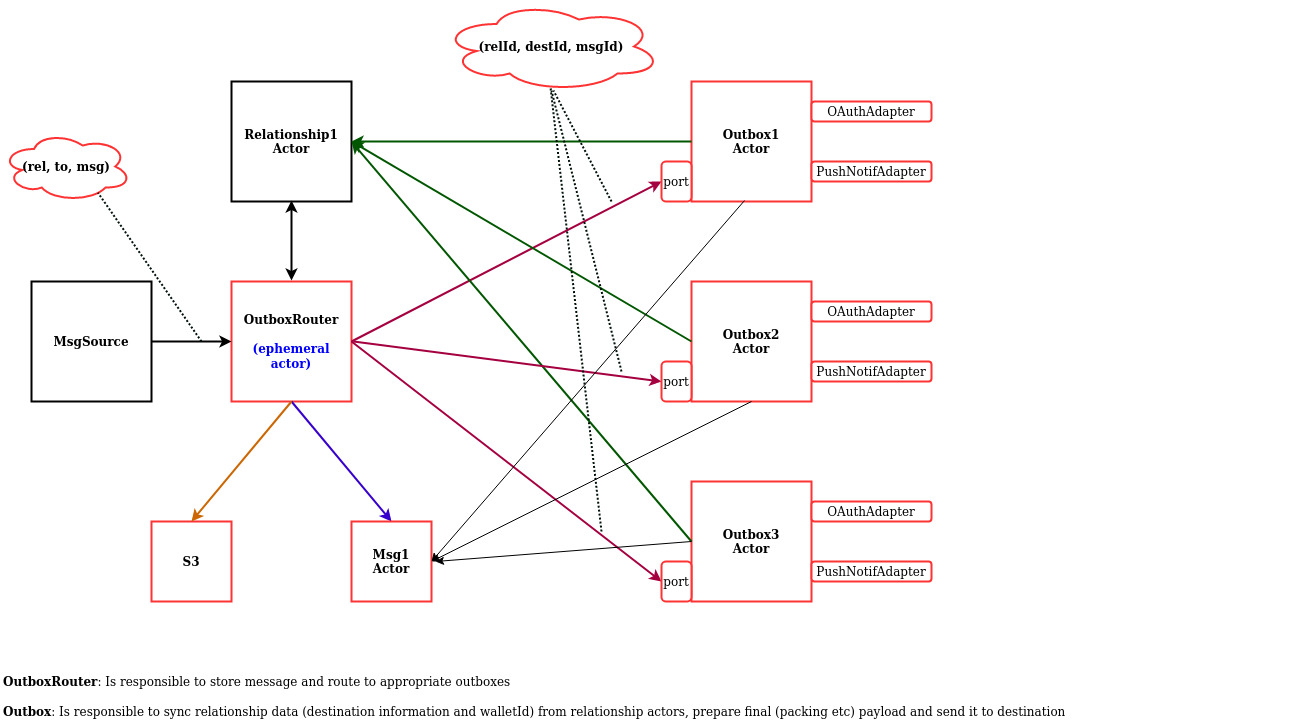 (relId, destId, msgId)
Relationship1
Actor
Outbox1
Actor
OAuthAdapter
PushNotifAdapter
port
(rel, to, msg)
MsgSource
OutboxRouter
(ephemeral
actor)
Outbox2
Actor
OAuthAdapter
PushNotifAdapter
port
S3
Msg1
Actor
Outbox3
Actor
OAuthAdapter
PushNotifAdapter
port
OutboxRouter: Is responsible to store message and route to appropriate outboxes
Outbox: Is responsible to sync relationship data (destination information and walletId) from relationship actors, prepare final (packing etc) payload and send it to destination